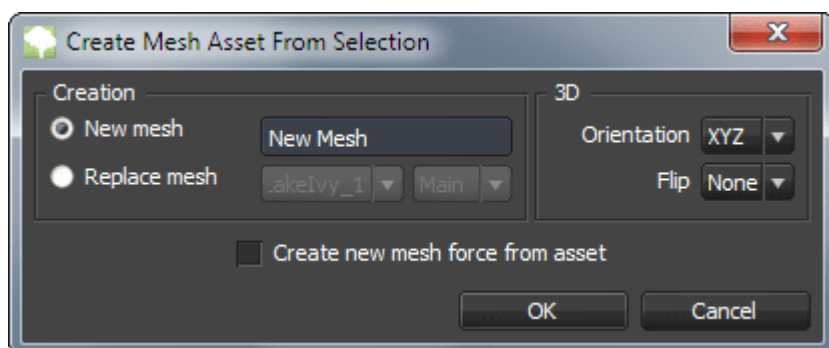 Create Mesh Asset From Selection
Creation
New mesh
New Mesh
Replace mesh
.akeIvy_1
Main
3D
Orientation
XYZ
Flip
None
Create new mesh force from asset
OK
Cancel